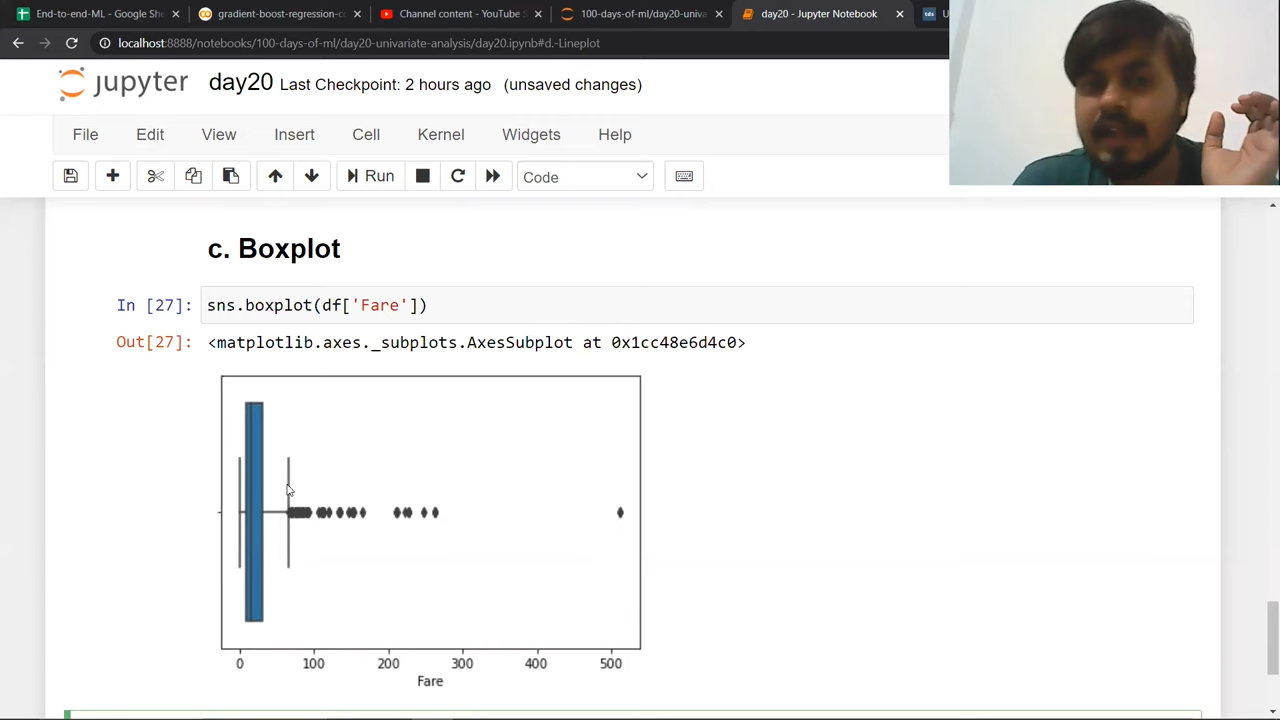 End-to-end-ML - Google She
gradient-boost-regression-c
Channel content - YouTube S
100-days-of-ml/day20-univa
day20 - Jupyter Notebook
tds
U
localhost:8888/notebooks/100-days-of-ml/day20-univariate-analysis/day20.ipynb#d.-Lineplot
jupyter day20 Last Checkpoint: 2 hours ago (unsaved changes)
File Edit View Insert Cell Kernel Widgets Help
Run Code
c. Boxplot
In [27]: sns.boxplot(df['Fare'])
Out[27]: <matplotlib.axes._subplots.AxesSubplot at 0x1cc48e6d4c0>
0 100 200 300 400 500
Fare